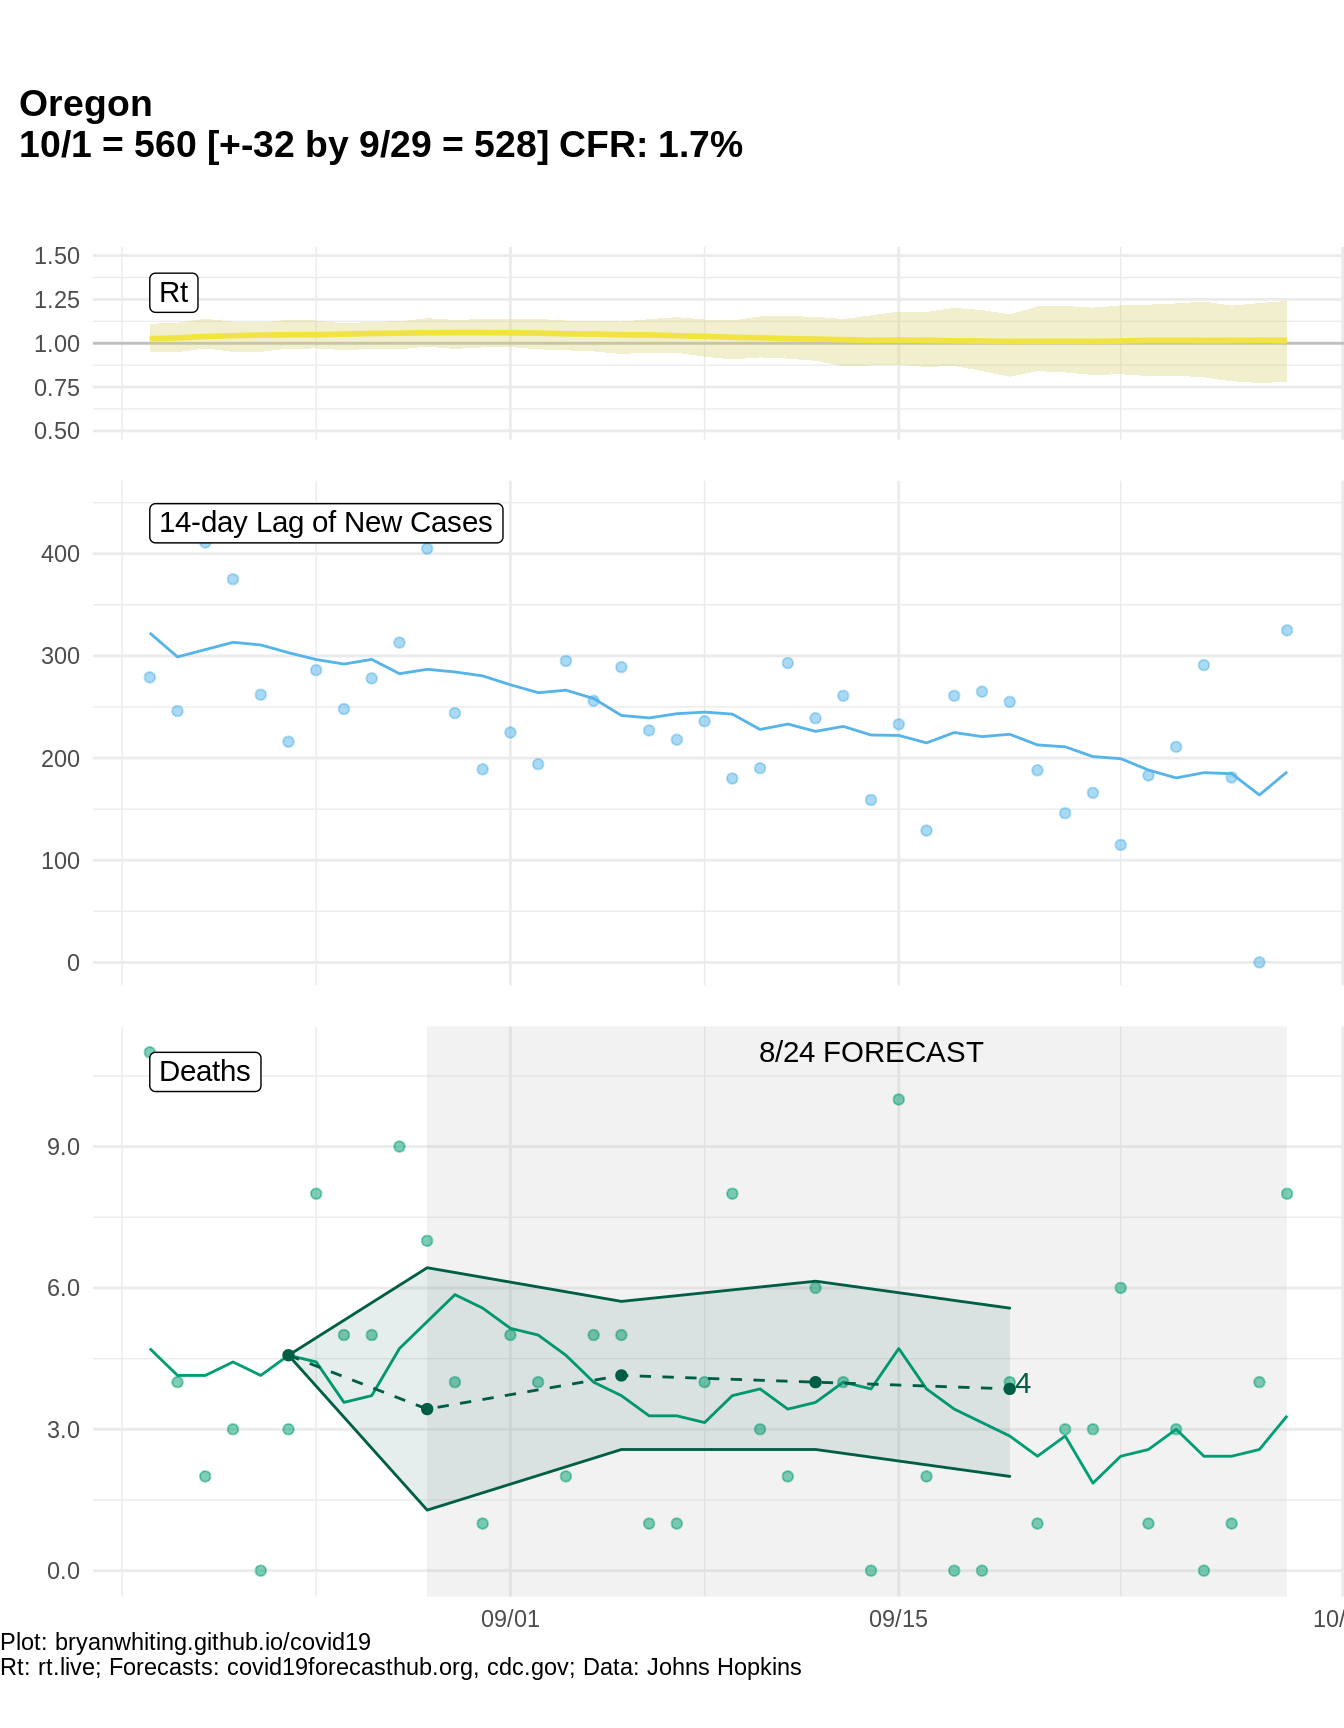 Oregon
10/1 = 560 [+-32 by 9/29 = 528] CFR: 1.7%
1.50
Rt
1.25
1.00
0.75
0.50
14-day Lag of New Cases
400
300
200
100
0
8/24 FORECAST
Deaths
9.0
6.0
4
3.0
0.0
09/01 09/15 10/
Plot: bryanwhiting.github.io/covid19
Rt: rt.live; Forecasts: covid19forecasthub.org, cdc.gov; Data: Johns Hopkins